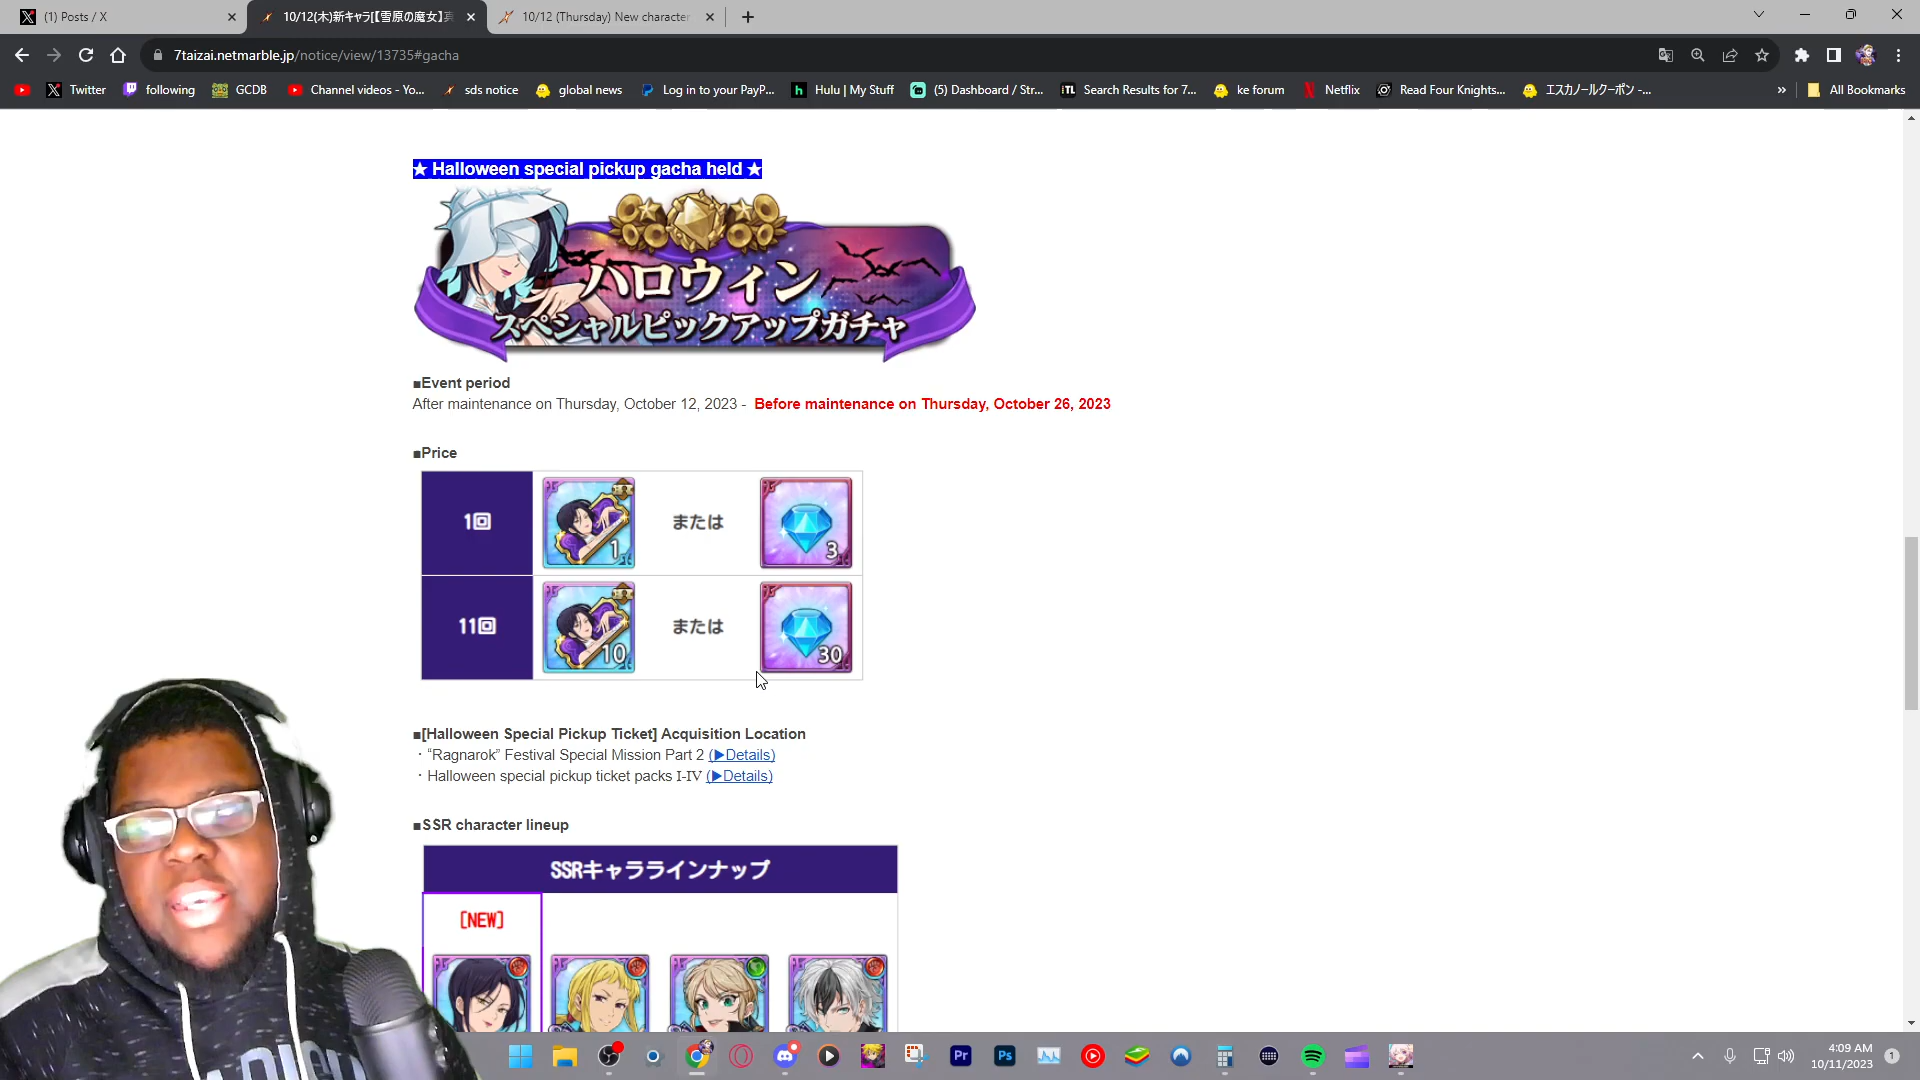 (1) Posts / X
10/12(木)新キャラ[【雪原の魔女】真
10/12 (Thursday) New character
7taizai.netmarble.jp/notice/view/13735#gacha
Twitter
following
GCDB
Channel videos - Yo...
sds notice
global news
Log in to your PayP...
Hulu | My Stuff
(5) Dashboard / Str...
Search Results for 7...
ke forum
Netflix
Read Four Knights...
エスカノールクーポン -...
»
All Bookmarks
★ Halloween special pickup gacha held ★
ハロウィン
スペシャルピックアップガチャ
■Event period
After maintenance on Thursday, October 12, 2023 - Before maintenance on Thursday, October 26, 2023
■Price
1回 1 または 3
11回 10 または 30
■[Halloween Special Pickup Ticket] Acquisition Location
・“Ragnarok” Festival Special Mission Part 2 (▶Details)
・Halloween special pickup ticket packs I-IV (▶Details)
■SSR character lineup
SSRキャララインナップ
[NEW]
Pr
Ps
4:09 AM
10/11/2023
1